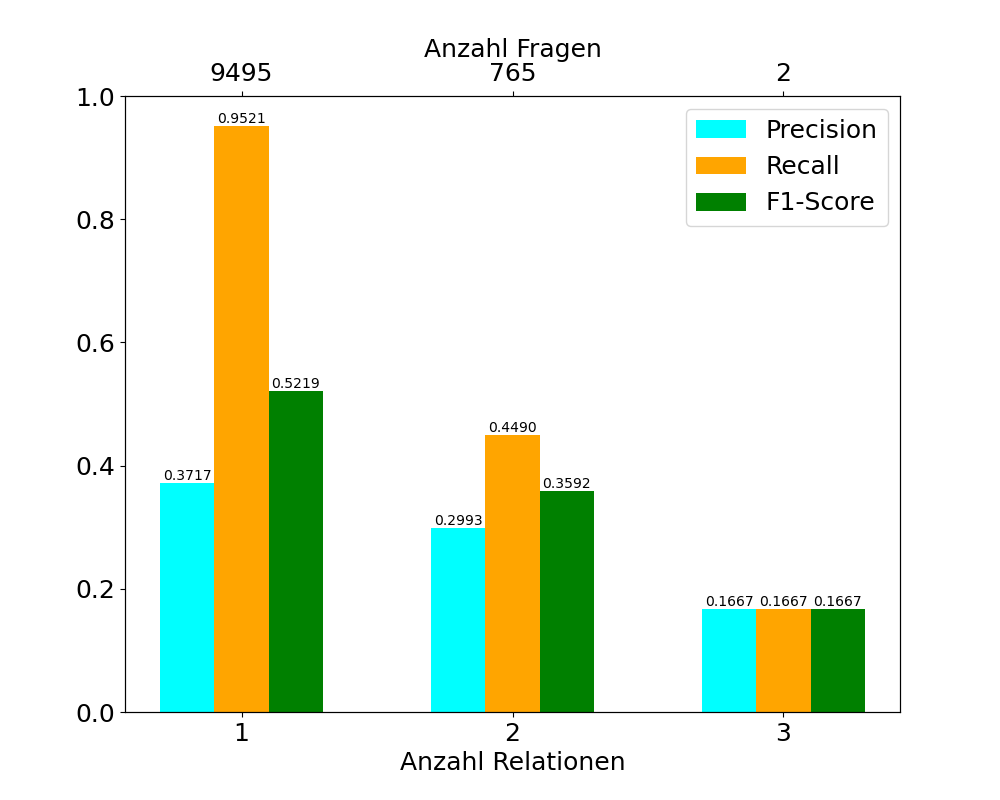 Anzahl Fragen
9495 765 2
1.0
0.8
0.6
0.4
0.2
0.0
Precision
Recall
F1-Score
0.3717 0.9521 0.5219
0.2993 0.4490 0.3592
0.1667 0.1667 0.1667
1 2 3
Anzahl Relationen